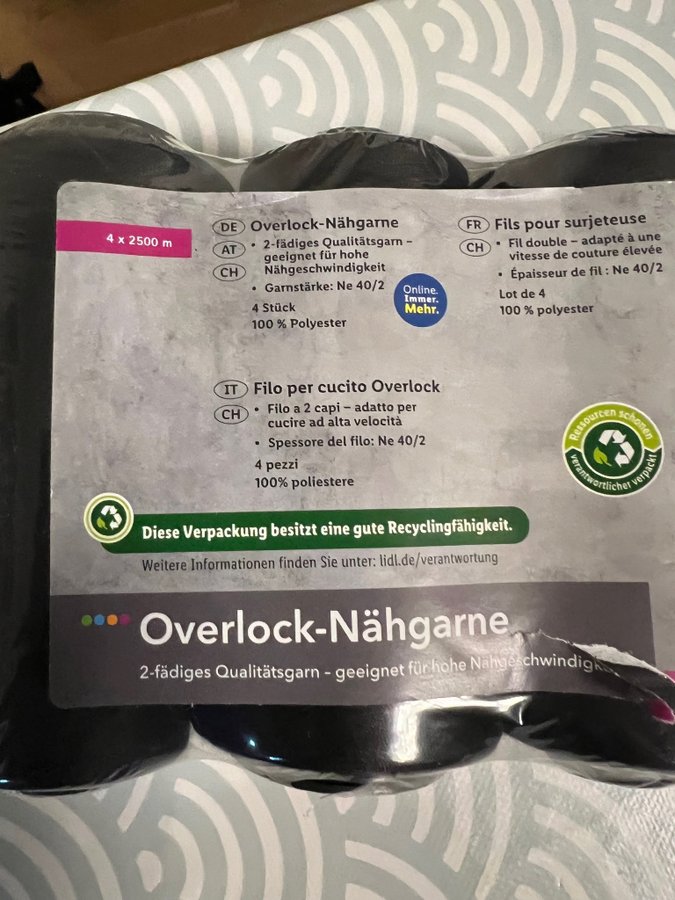 4 x 2500 m
DE Overlock-Nähgarne
AT • 2-fädiges Qualitätsgarn –
geeignet für hohe
CH Nähgeschwindigkeit
• Garnstärke: Ne 40/2
4 Stück
100 % Polyester
Online.
Immer.
Mehr.
FR Fils pour surjeteuse
CH • Fil double – adapté à une
vitesse de couture élevée
• Épaisseur de fil : Ne 40/2
Lot de 4
100 % polyester
IT Filo per cucito Overlock
CH • Filo a 2 capi – adatto per
cucire ad alta velocità
• Spessore del filo: Ne 40/2
4 pezzi
100% poliestere
Ressourcen schonen
verantwortlicher verpackt
Diese Verpackung besitzt eine gute Recyclingfähigkeit.
Weitere Informationen finden Sie unter: lidl.de/verantwortung
Overlock-Nähgarne
2-fädiges Qualitätsgarn – geeignet für hohe